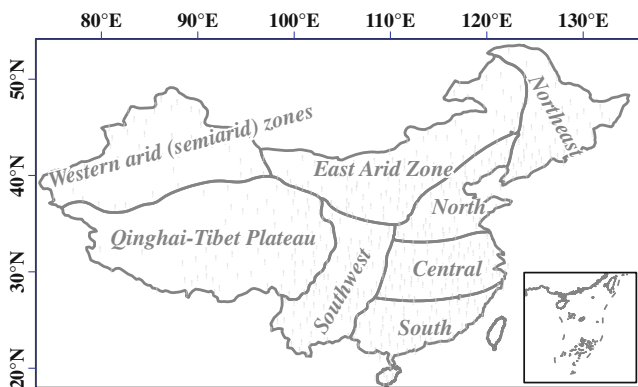 80°E 90°E 100°E 110°E 120°E 130°E
50°N
40°N
30°N
20°N
Northeast
Western arid (semiarid) zones
East Arid Zone
North
Qinghai-Tibet Plateau
Southwest
Central
South